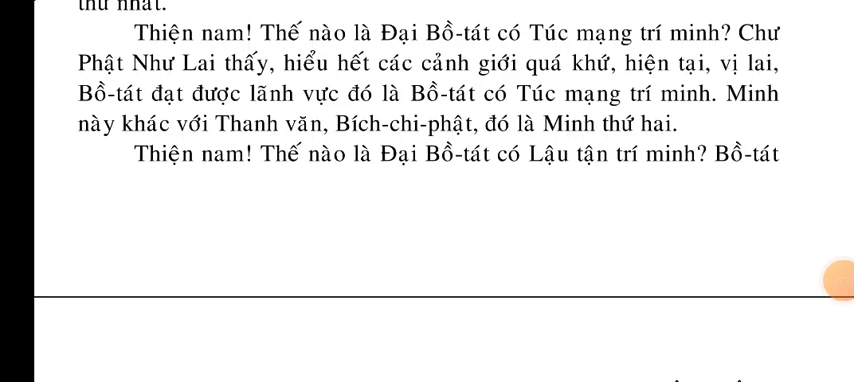 thứ nhất.
Thiện nam! Thế nào là Đại Bồ-tát có Túc mạng trí minh? Chư
Phật Như Lai thấy, hiểu hết các cảnh giới quá khứ, hiện tại, vị lai,
Bồ-tát đạt được lãnh vực đó là Bồ-tát có Túc mạng trí minh. Minh
này khác với Thanh văn, Bích-chi-phật, đó là Minh thứ hai.
Thiện nam! Thế nào là Đại Bồ-tát có Lậu tận trí minh? Bồ-tát